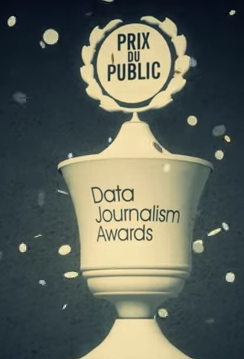 PRIX
DU
PUBLIC
Data
Journalism
Awards